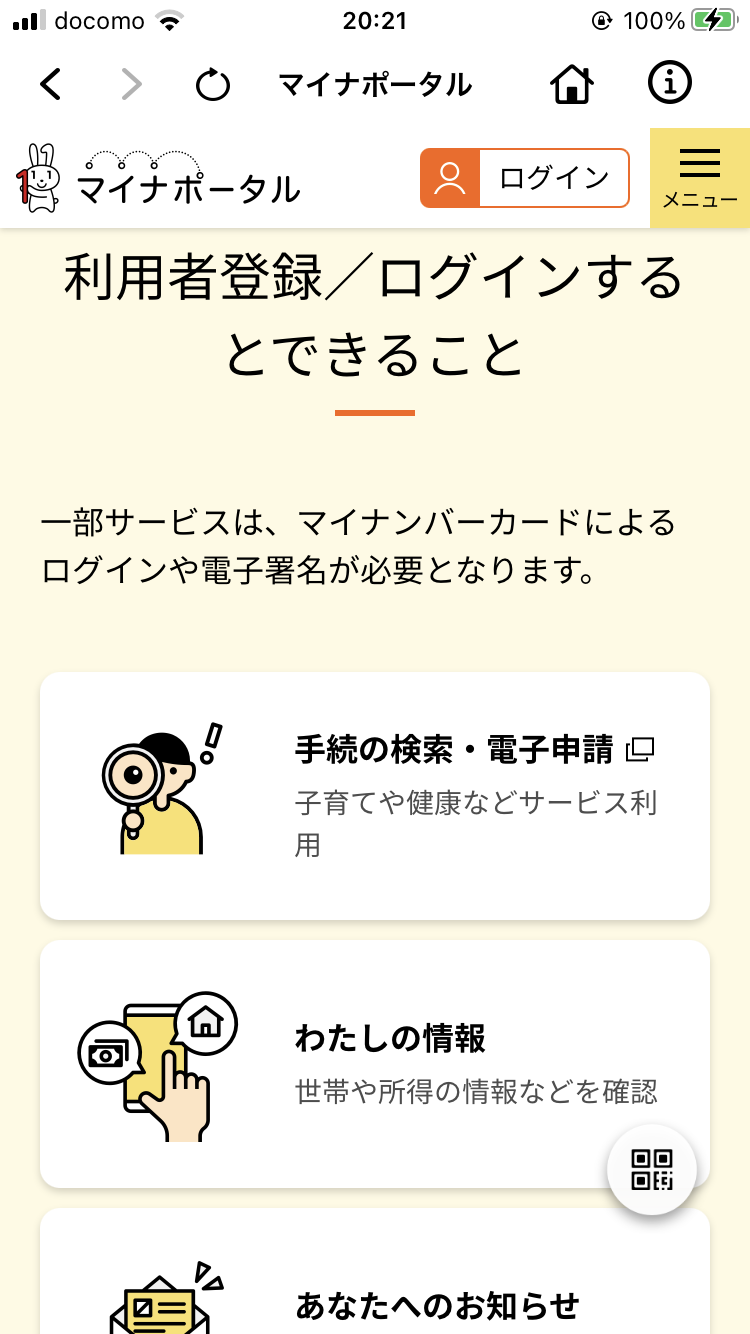 docomo 20:21 100%
マイナポータル
マイナポータル ログイン
メニュー
利用者登録／ログインする
とできること
一部サービスは、マイナンバーカードによる
ログインや電子署名が必要となります。
手続の検索・電子申請
子育てや健康などサービス利
用
わたしの情報
世帯や所得の情報などを確認
あなたへのお知らせ